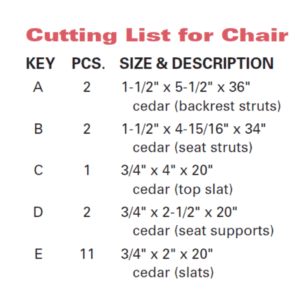 Cutting List for Chair
KEY PCS. SIZE & DESCRIPTION
A 2 1-1/2" x 5-1/2" x 36"
cedar (backrest struts)
B 2 1-1/2" x 4-15/16" x 34"
cedar (seat struts)
C 1 3/4" x 4" x 20"
cedar (top slat)
D 2 3/4" x 2-1/2" x 20"
cedar (seat supports)
E 11 3/4" x 2" x 20"
cedar (slats)